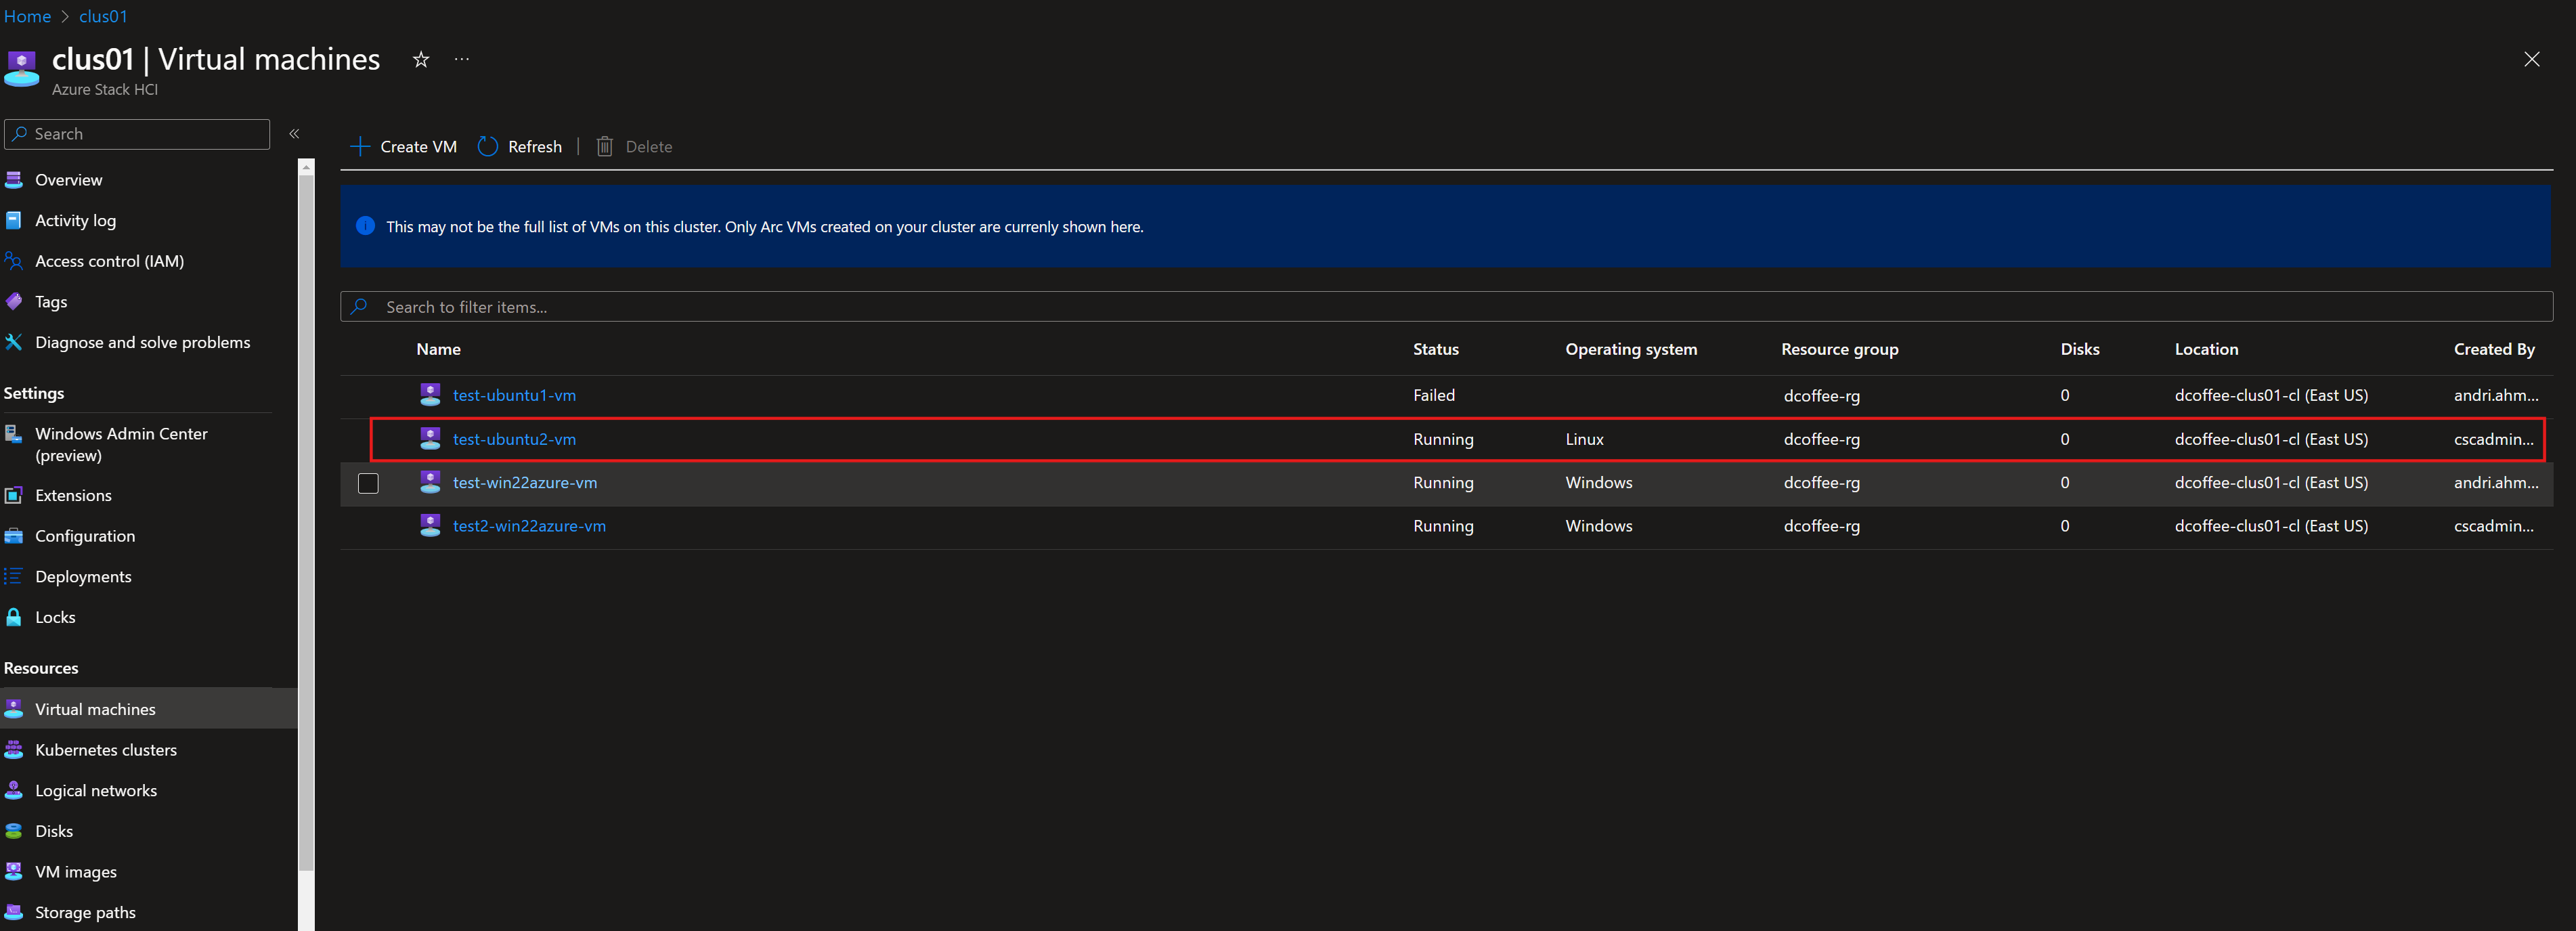 Home > clus01
clus01 | Virtual machines
Azure Stack HCI
Search
Overview
Activity log
Access control (IAM)
Tags
Diagnose and solve problems
Settings
Windows Admin Center
(preview)
Extensions
Configuration
Deployments
Locks
Resources
Virtual machines
Kubernetes clusters
Logical networks
Disks
VM images
Storage paths
Create VM Refresh | Delete
This may not be the full list of VMs on this cluster. Only Arc VMs created on your cluster are currenly shown here.
Search to filter items...
Name Status Operating system Resource group Disks Location Created By
test-ubuntu1-vm Failed dcoffee-rg 0 dcoffee-clus01-cl (East US) andri.ahm...
test-ubuntu2-vm Running Linux dcoffee-rg 0 dcoffee-clus01-cl (East US) cscadmin...
test-win22azure-vm Running Windows dcoffee-rg 0 dcoffee-clus01-cl (East US) andri.ahm...
test2-win22azure-vm Running Windows dcoffee-rg 0 dcoffee-clus01-cl (East US) cscadmin...